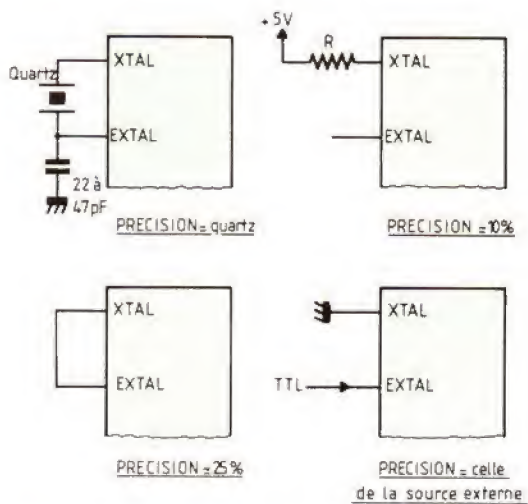 Quartz
XTAL
EXTAL
22 à
47pF
PRECISION = quartz
+5V
R
XTAL
EXTAL
PRECISION = 10%
XTAL
EXTAL
PRECISION = 25%
XTAL
TTL
EXTAL
PRECISION = celle
de la source externe